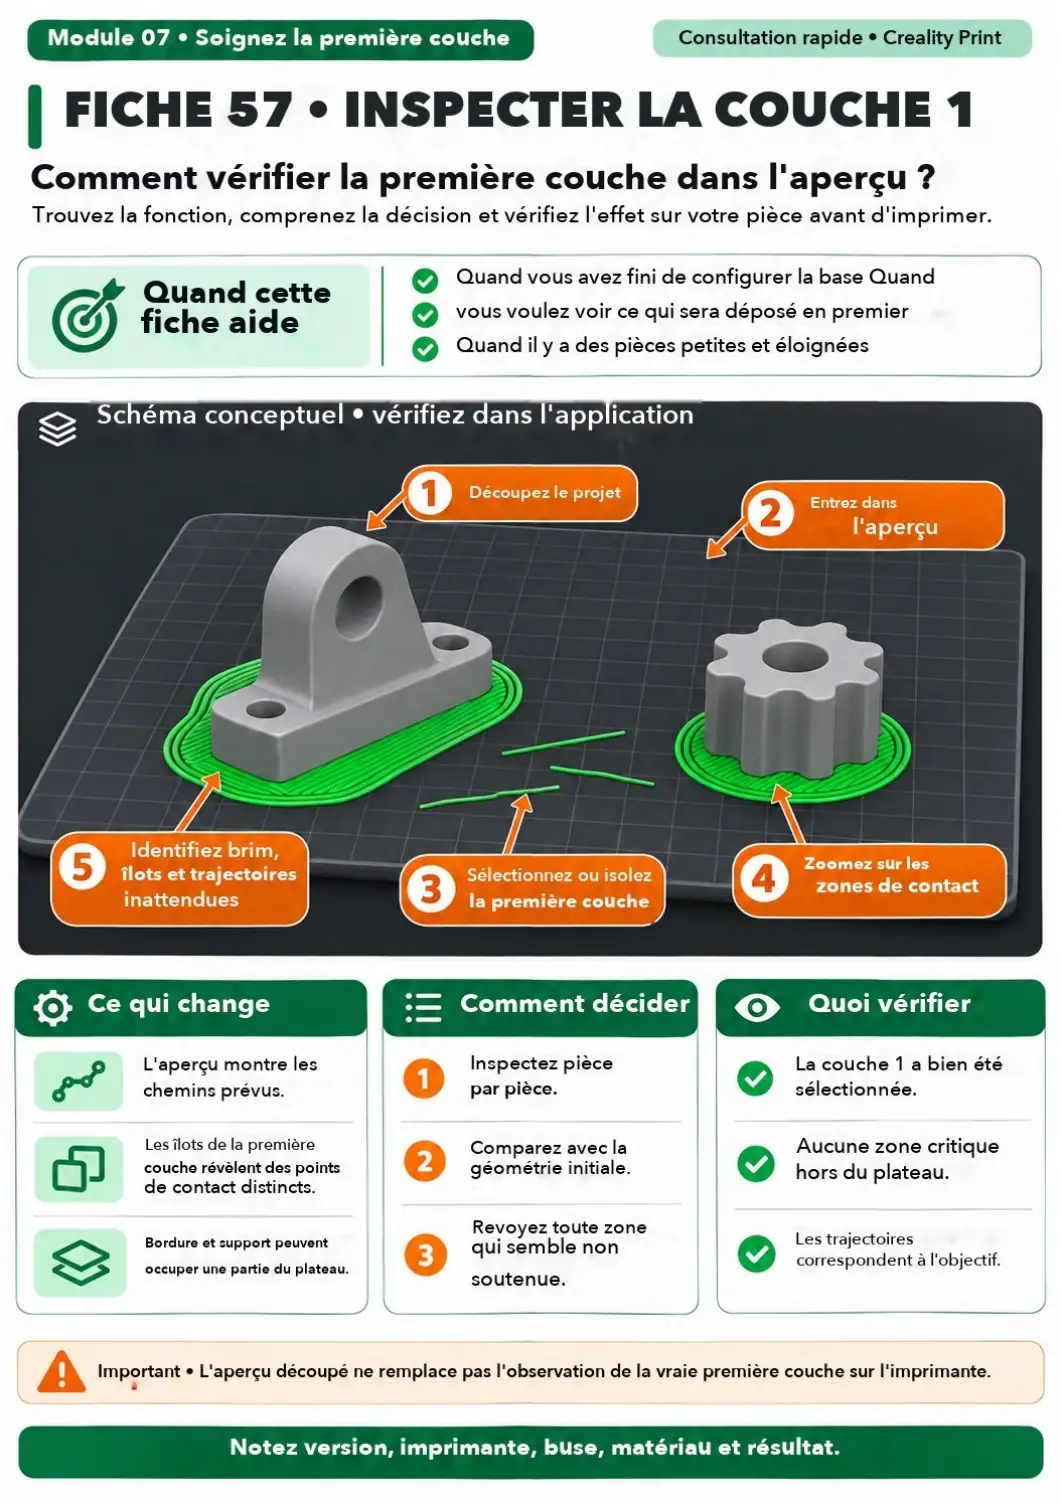 Module 07 • Soignez la première couche
Consultation rapide • Creality Print
FICHE 57 • INSPECTER LA COUCHE 1
Comment vérifier la première couche dans l'aperçu ?
Trouvez la fonction, comprenez la décision et vérifiez l'effet sur votre pièce avant d'imprimer.
Quand cette
fiche aide
Quand vous avez fini de configurer la base Quand
vous voulez voir ce qui sera déposé en premier
Quand il y a des pièces petites et éloignées
Schéma conceptuel • vérifiez dans l'application
1 Découpez le projet
2 Entrez dans
l'aperçu
5 Identifiez brim,
îlots et trajectoires
inattendues
3 Sélectionnez ou isolez
la première couche
4 Zoomez sur les
zones de contact
Ce qui change
L'aperçu montre les
chemins prévus.
Les îlots de la première
couche révèlent des points
de contact distincts.
Bordure et support peuvent
occuper une partie du plateau.
Comment décider
1 Inspectez pièce
par pièce.
2 Comparez avec la
géométrie initiale.
3 Revoyez toute zone
qui semble non
soutenue.
Quoi vérifier
La couche 1 a bien été
sélectionnée.
Aucune zone critique
hors du plateau.
Les trajectoires
correspondent à l'objectif.
Important • L'aperçu découpé ne remplace pas l'observation de la vraie première couche sur l'imprimante.
Notez version, imprimante, buse, matériau et résultat.